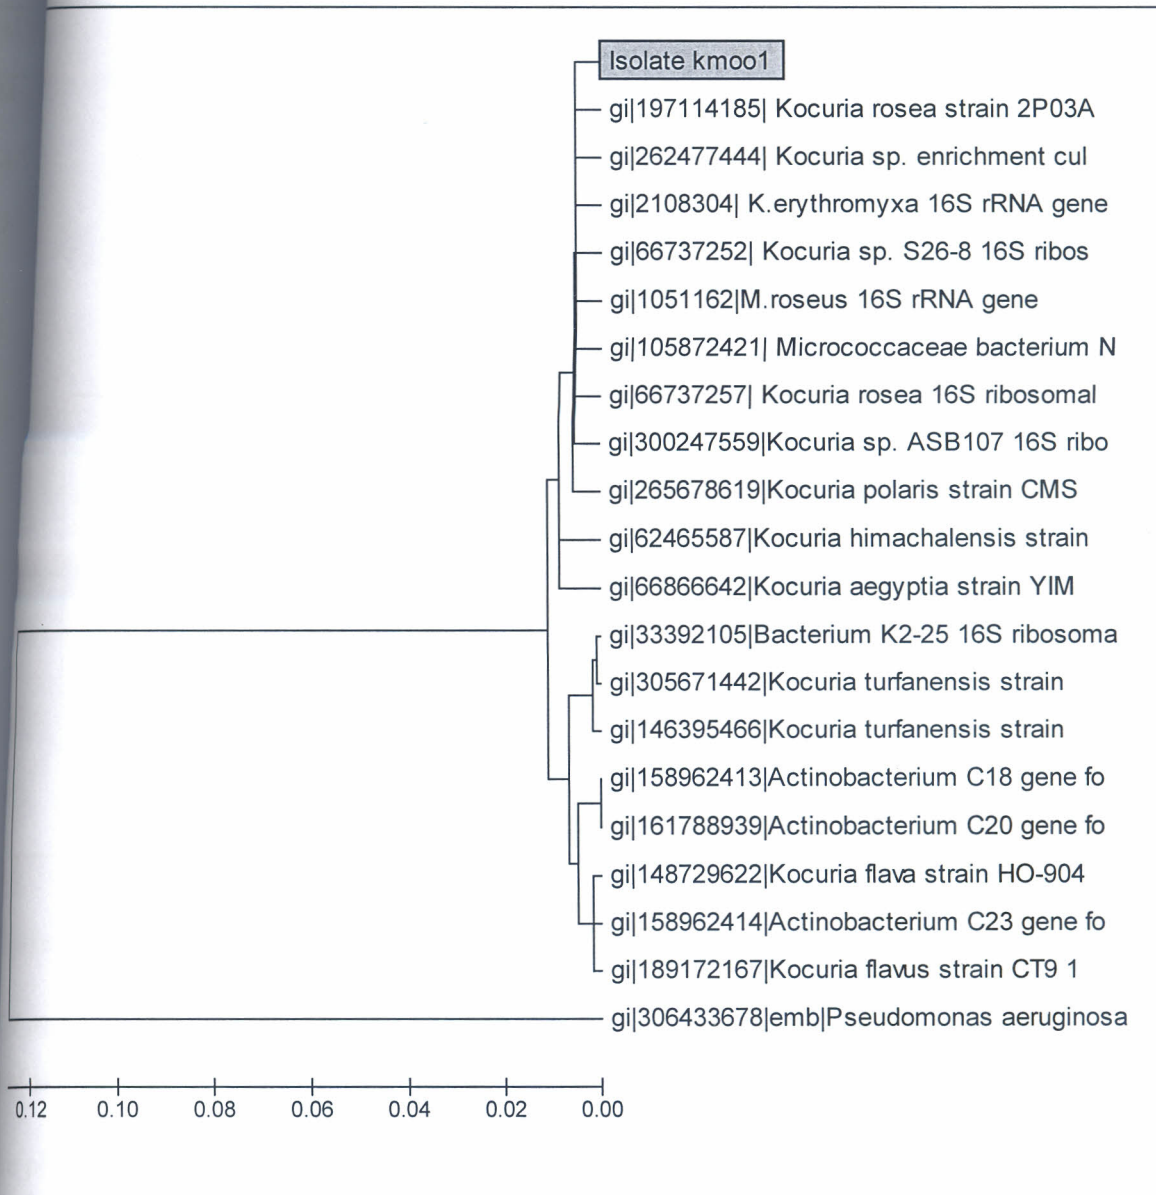 Isolate kmoo1
gi|197114185| Kocuria rosea strain 2P03A
gi|262477444| Kocuria sp. enrichment cul
gi|2108304| K.erythromyxa 16S rRNA gene
gi|66737252| Kocuria sp. S26-8 16S ribos
gi|1051162|M.roseus 16S rRNA gene
gi|105872421| Micrococcaceae bacterium N
gi|66737257| Kocuria rosea 16S ribosomal
gi|300247559|Kocuria sp. ASB107 16S ribo
gi|265678619|Kocuria polaris strain CMS
gi|62465587|Kocuria himachalensis strain
gi|66866642|Kocuria aegyptia strain YIM
gi|33392105|Bacterium K2-25 16S ribosoma
gi|305671442|Kocuria turfanensis strain
gi|146395466|Kocuria turfanensis strain
gi|158962413|Actinobacterium C18 gene fo
gi|161788939|Actinobacterium C20 gene fo
gi|148729622|Kocuria flava strain HO-904
gi|158962414|Actinobacterium C23 gene fo
gi|189172167|Kocuria flavus strain CT9 1
gi|306433678|emb|Pseudomonas aeruginosa
0.12 0.10 0.08 0.06 0.04 0.02 0.00